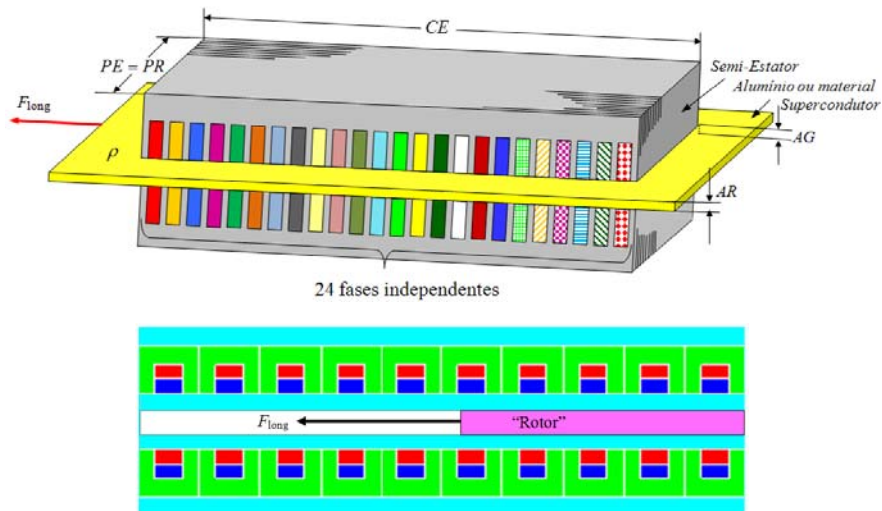 CE
PE = PR
Semi-Estator
Alumínio ou material
Supercondutor
F_long
AG
ρ
AR
24 fases independentes
F_long
"Rotor"